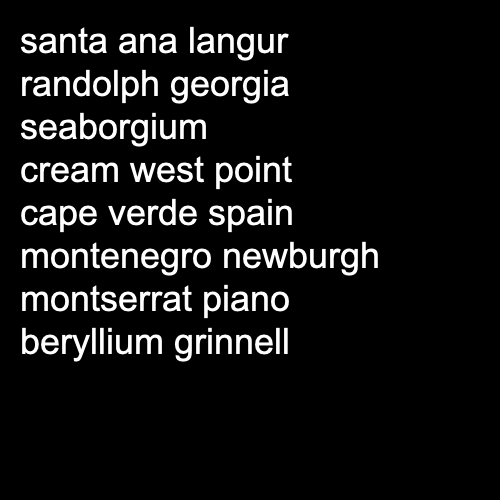 santa ana langur
randolph georgia
seaborgium
cream west point
cape verde spain
montenegro newburgh
montserrat piano
beryllium grinnell